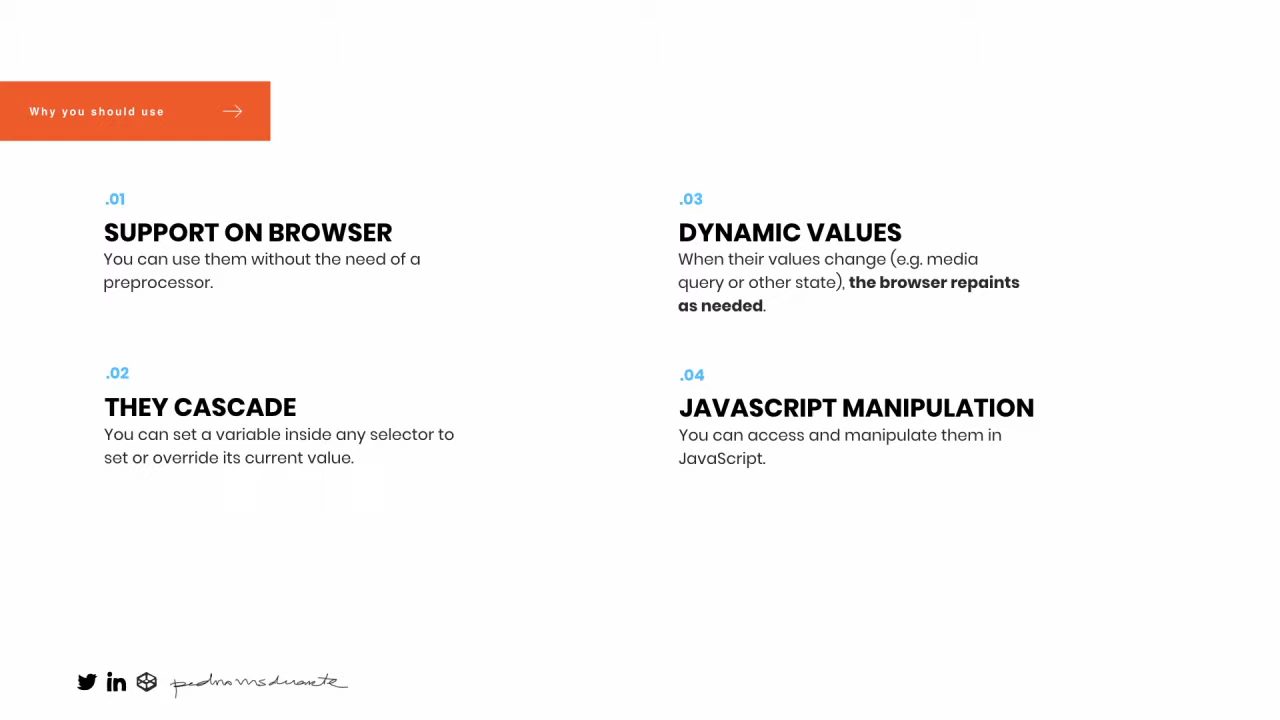 Why you should use
.01
SUPPORT ON BROWSER
You can use them without the need of a
preprocessor.
.02
THEY CASCADE
You can set a variable inside any selector to
set or override its current value.
.03
DYNAMIC VALUES
When their values change (e.g. media
query or other state), the browser repaints
as needed.
.04
JAVASCRIPT MANIPULATION
You can access and manipulate them in
JavaScript.
pedromsduarte